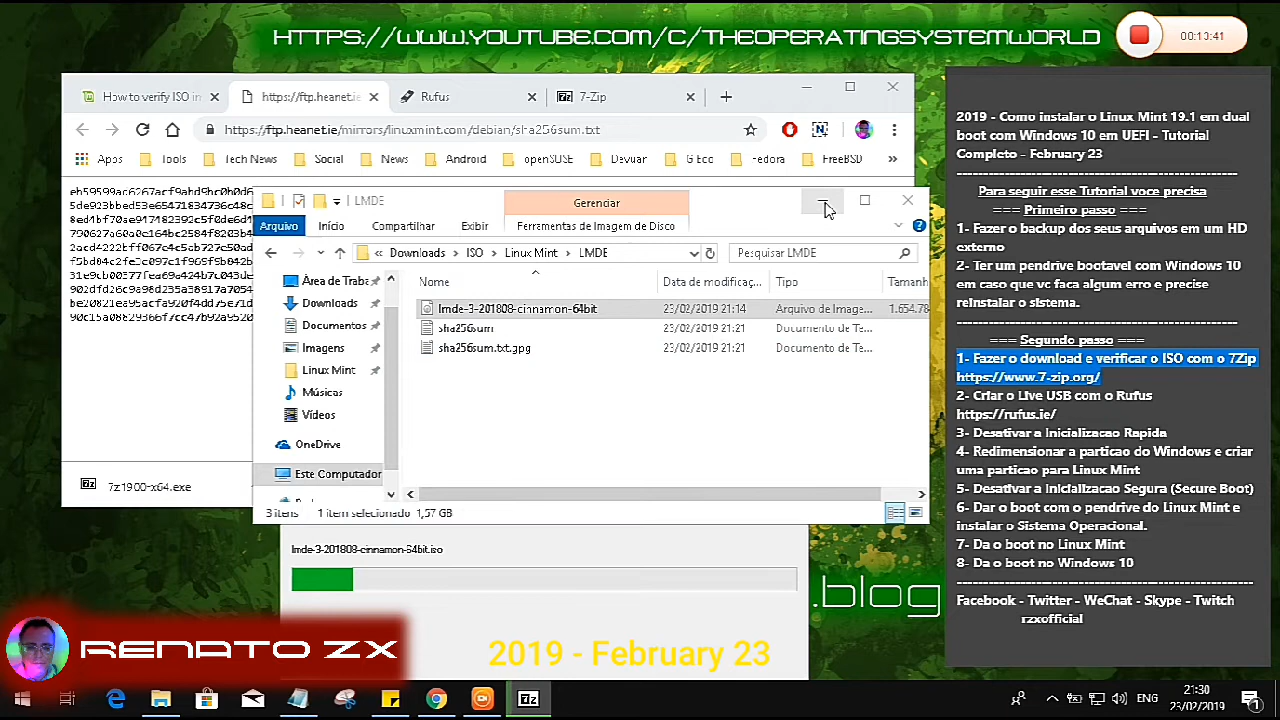 HTTPS://WWW.YOUTUBE.COM/C/THEOPERATINGSYSTEMWORLD
00:13:41
How to verify ISO in
https://ftp.heanet.ie
Rufus
7-Zip
https://ftp.heanet.ie/mirrors/linuxmint.com/debian/sha256sum.txt
Apps
Tools
Tech News
Social
News
Android
openSUSE
Devuan
G Eco
Fedora
FreeBSD
LMDE
Gerenciar
Arquivo
Início
Compartilhar
Exibir
Ferramentas de Imagem de Disco
Downloads > ISO > Linux Mint > LMDE
Pesquisar LMDE
Nome
Data de modificaç...
Tipo
Tamanh
Área de Traba
Downloads
Documentos
Imagens
Linux Mint
Músicas
Vídeos
OneDrive
Este Computador
lmde-3-201808-cinnamon-64bit 23/02/2019 21:14 Arquivo de Image... 1.654.78
sha256sum 23/02/2019 21:21 Documento de Te...
sha256sum.txt.gpg 23/02/2019 21:21 Documento de Te...
3 itens 1 item selecionado 1,57 GB
7z1900-x64.exe
lmde-3-201808-cinnamon-64bit.iso
.blog
RENATO ZX
2019 - February 23
2019 - Como instalar o Linux Mint 19.1 em dual
boot com Windows 10 em UEFI - Tutorial
Completo - February 23
Para seguir esse Tutorial voce precisa
=== Primeiro passo ===
1- Fazer o backup dos seus arquivos em um HD
externo
2- Ter um pendrive bootavel com Windows 10
em caso que vc faca algum erro e precise
reinstalar o sistema.
=== Segundo passo ===
1- Fazer o download e verificar o ISO com o 7Zip
https://www.7-zip.org/
2- Criar o Live USB com o Rufus
https://rufus.ie/
3- Desativar a Inicializacao Rapida
4- Redimensionar a particao do Windows e criar
uma particao para Linux Mint
5- Desativar a Inicializacao Segura (Secure Boot)
6- Dar o boot com o pendrive do Linux Mint e
instalar o Sistema Operacional.
7- Da o boot no Linux Mint
8- Da o boot no Windows 10
Facebook - Twitter - WeChat - Skype - Twitch
rzxofficial
ENG
21:30
23/02/2019